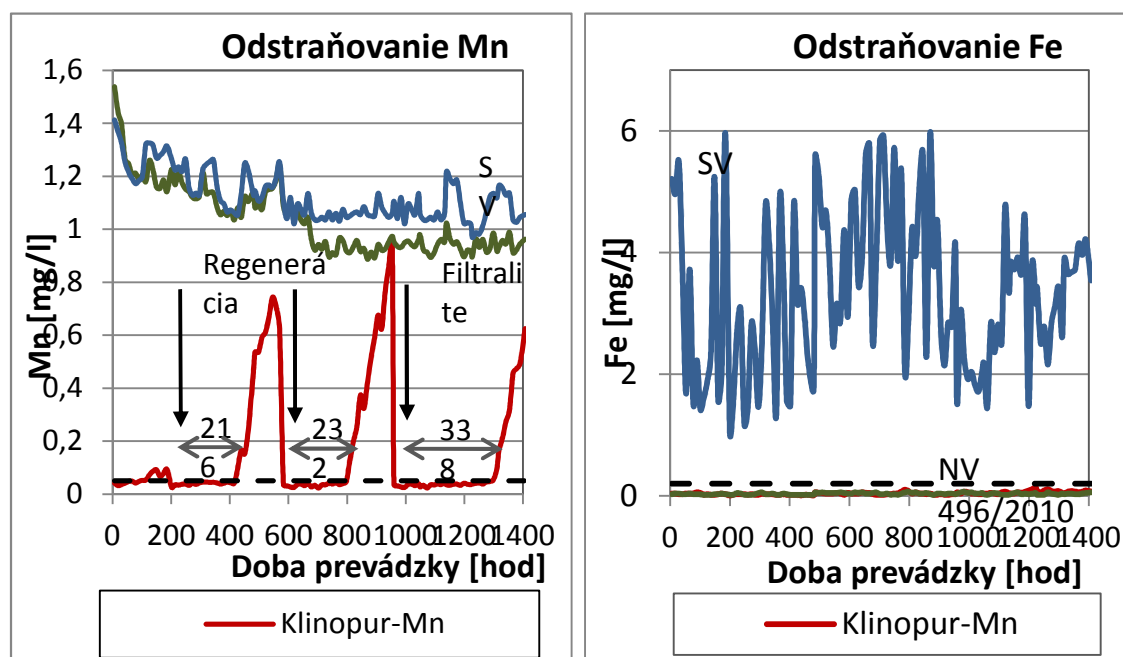 Odstraňovanie Mn
1,6
1,4
1,2
1
0,8
0,6
0,4
0,2
0
Mn [mg/l]
S
V
Regenerá
cia
Filtrali
te
21
6
23
2
33
8
0 200 400 600 800 1000 1200 1400
Doba prevádzky [hod]
Klinopur-Mn
Odstraňovanie Fe
6
4
2
0
Fe [mg/l]
SV
NV
496/2010
0 200 400 600 800 1000 1200 1400
Doba prevádzky [hod]
Klinopur-Mn